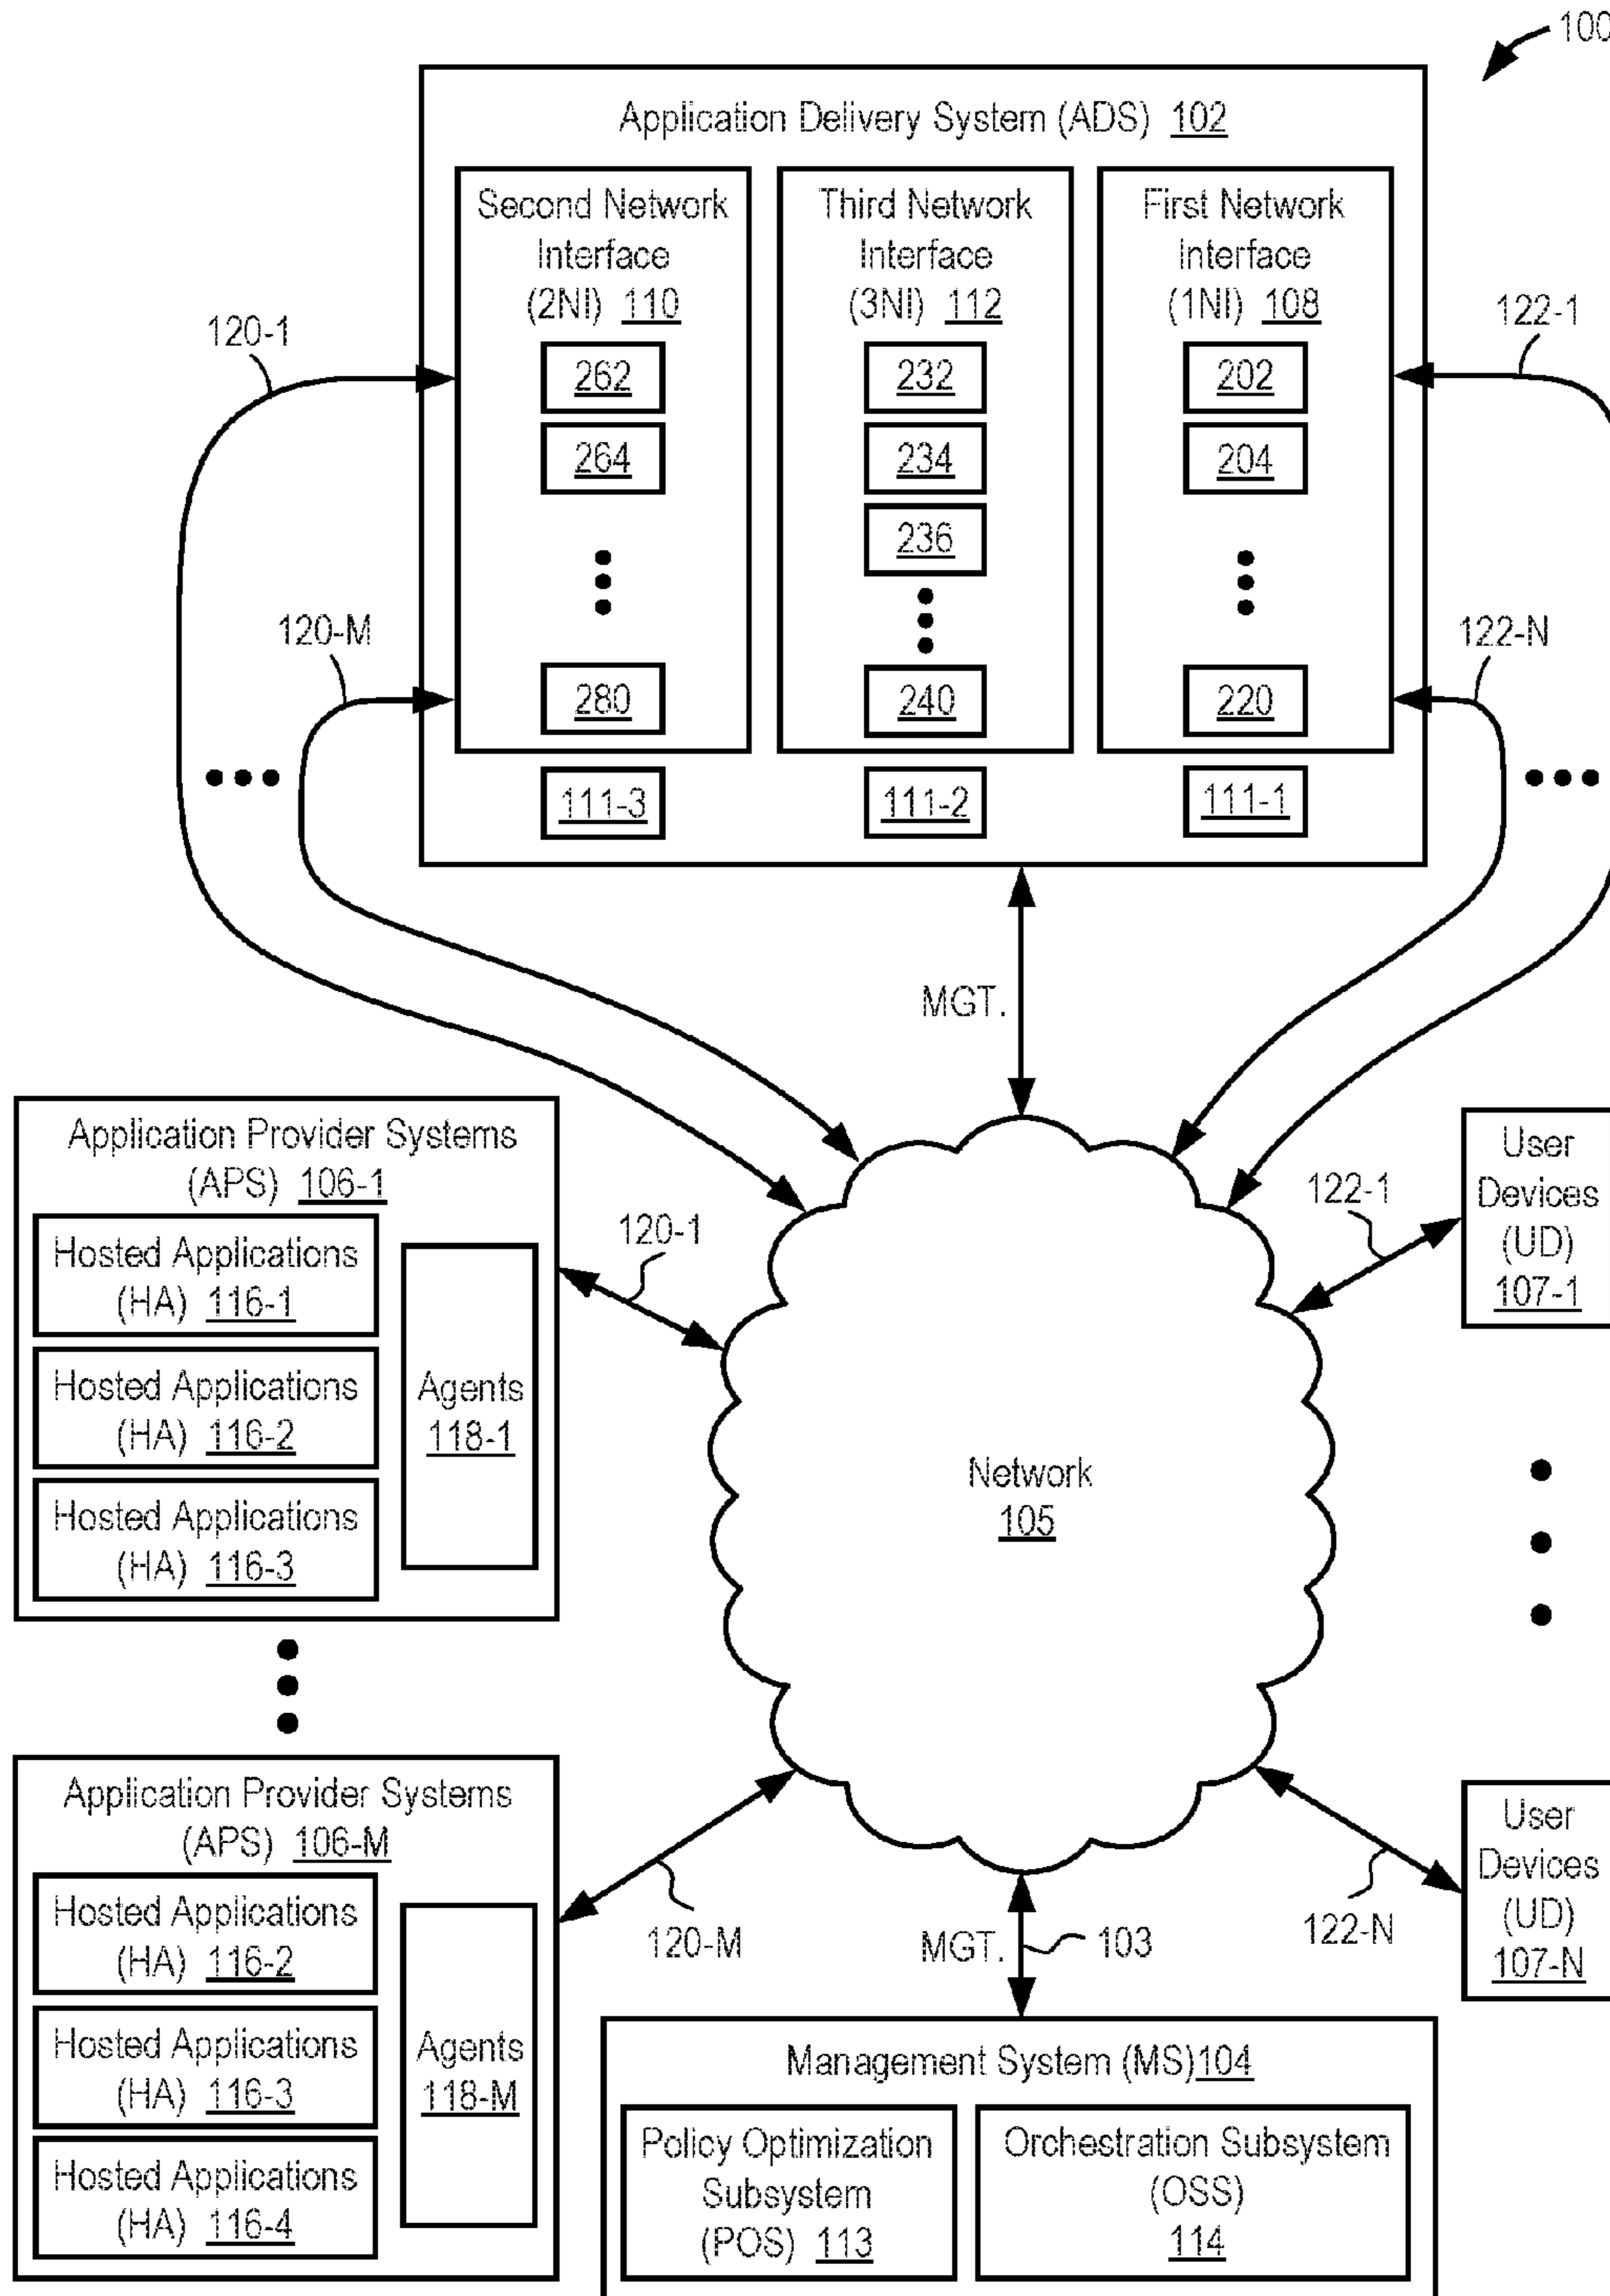 100
Application Delivery System (ADS) 102
Second Network
Interface
(2NI) 110
262
264
280
Third Network
Interface
(3NI) 112
232
234
236
240
First Network
Interface
(1NI) 108
202
204
220
111-3
111-2
111-1
120-1
120-M
122-1
122-N
MGT.
Application Provider Systems
(APS) 106-1
Hosted Applications
(HA) 116-1
Hosted Applications
(HA) 116-2
Hosted Applications
(HA) 116-3
Agents
118-1
120-1
Network
105
122-1
User
Devices
(UD)
107-1
Application Provider Systems
(APS) 106-M
Hosted Applications
(HA) 116-2
Hosted Applications
(HA) 116-3
Hosted Applications
(HA) 116-4
Agents
118-M
120-M
MGT.
103
122-N
User
Devices
(UD)
107-N
Management System (MS)104
Policy Optimization
Subsystem
(POS) 113
Orchestration Subsystem
(OSS)
114